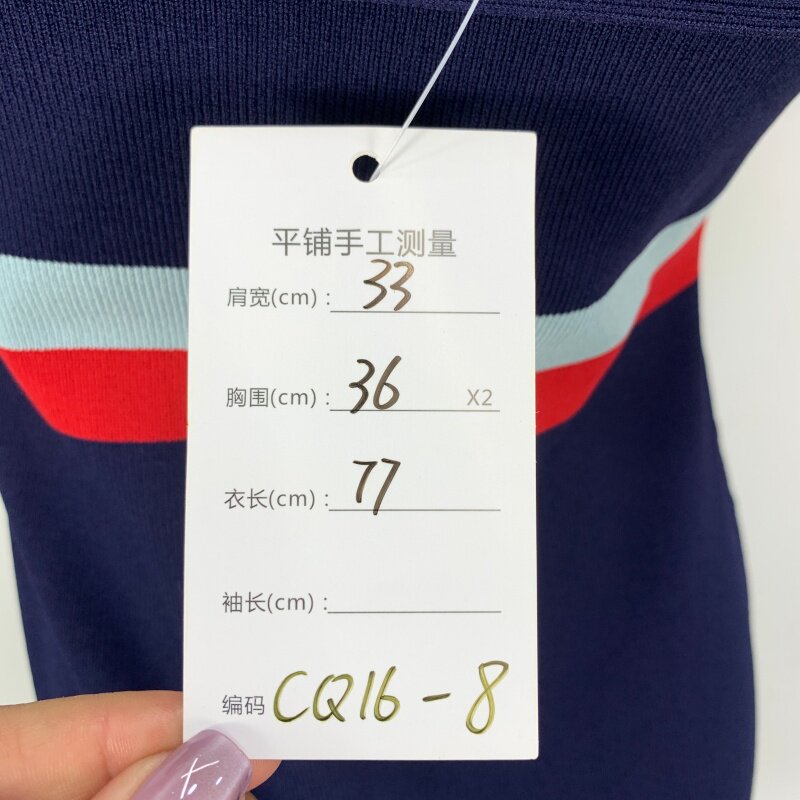 平铺手工测量
肩宽(cm)：33
胸围(cm)：36 X2
衣长(cm)：77
袖长(cm)：
编码 CQ16-8